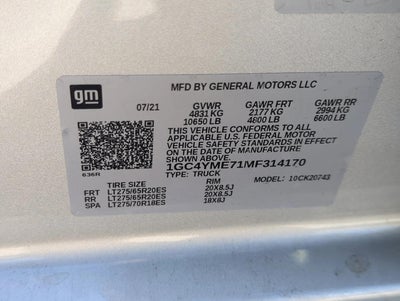 gm
MFD BY GENERAL MOTORS LLC
07/21 GVWR GAWR FRT GAWR RR
4831 KG 2177 KG 2994 KG
10650 LB 4600 LB 6600 LB
THIS VEHICLE CONFORMS TO ALL
APPLICABLE U.S. FEDERAL MOTOR
VEHICLE SAFETY STANDARDS IN EFFECT
ON THE DATE OF MANUFACTURE SHOWN ABOVE.
1GC4YME71MF314170
636R TYPE: TRUCK MODEL: 10CK20743
TIRE SIZE RIM
FRT LT275/65R20ES 20X8.5J
RR LT275/65R20ES 20X8.5J
SPA LT275/70R18ES 18X8J